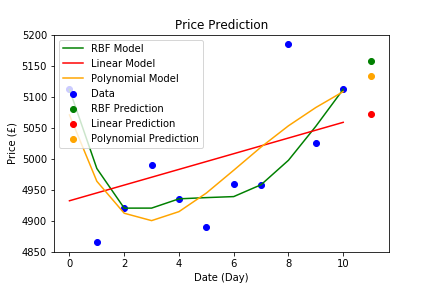 Price Prediction
5200
5150
5100
5050
5000
4950
4900
4850
Price (£)
RBF Model
Linear Model
Polynomial Model
Data
RBF Prediction
Linear Prediction
Polynomial Prediction
0 2 4 6 8 10
Date (Day)